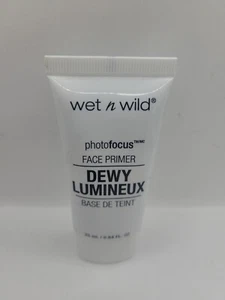 wet n wild®
photofocus
FACE PRIMER
DEWY
LUMINEUX
BASE DE TEINT